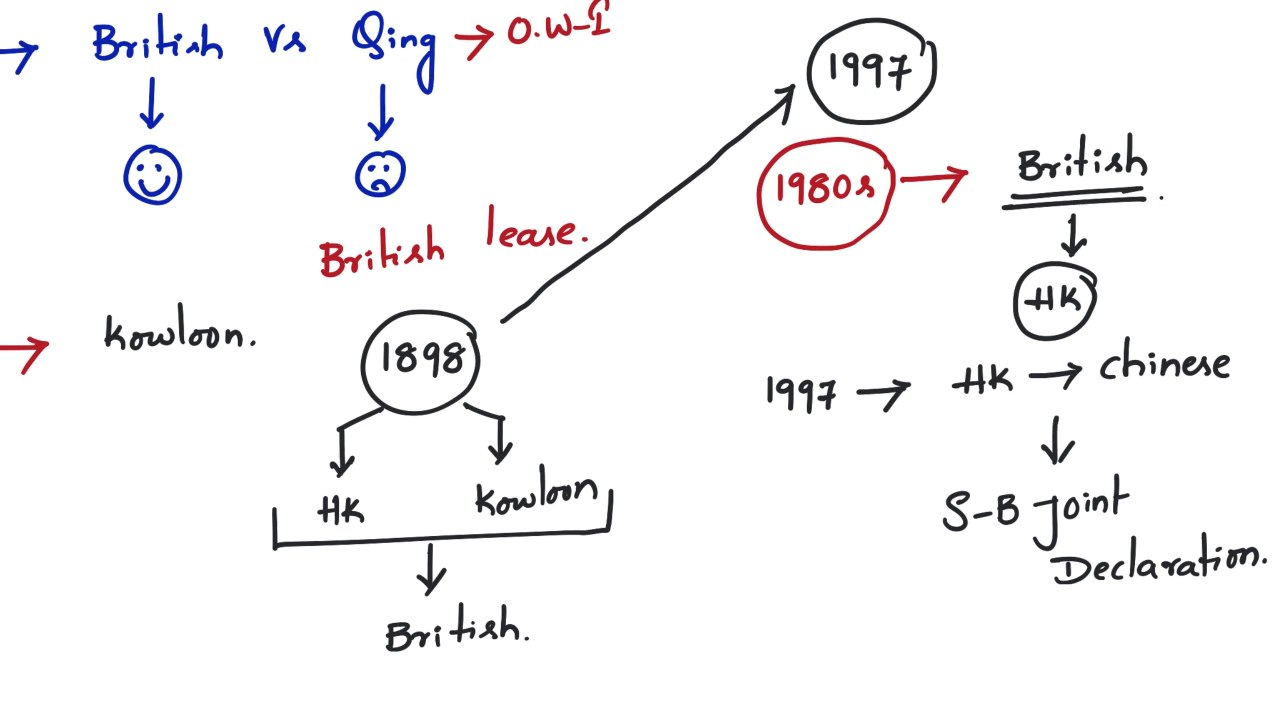 British vs Qing → O.W-I
1997
1980s → British.
British lease.
HK
Kowloon.
1898
1997 → HK → chinese
HK Kowloon
S-B Joint
Declaration.
British.